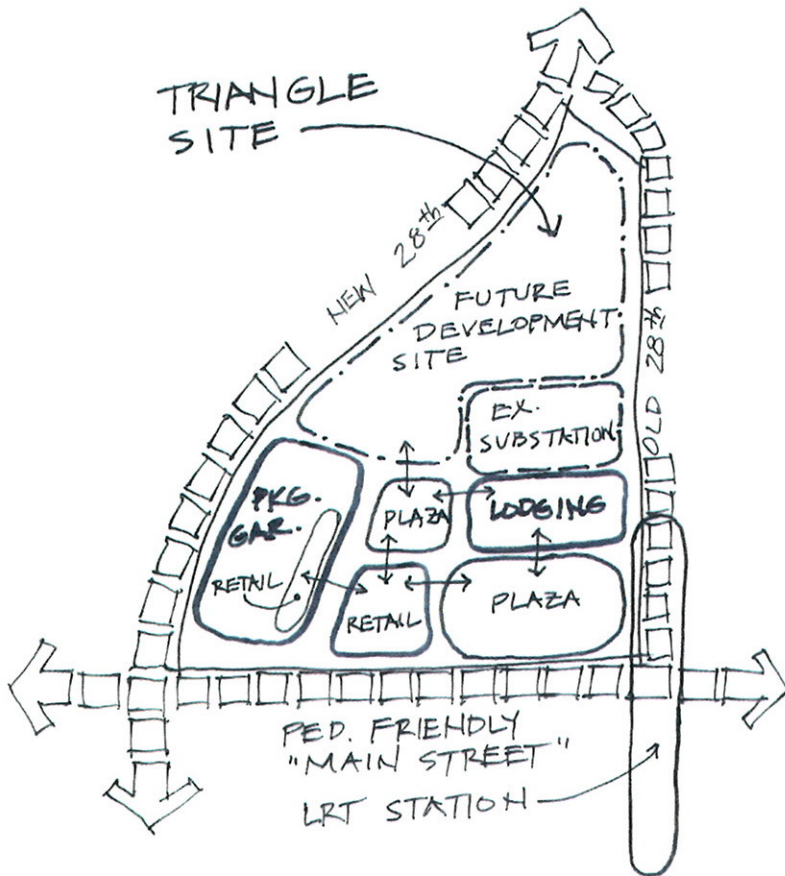 TRIANGLE
SITE
NEW 28th
FUTURE
DEVELOPMENT
SITE
OLD 28th
EX.
SUBSTATION
PKG.
GAR.
RETAIL
PLAZA
LODGING
RETAIL
PLAZA
PED. FRIENDLY
"MAIN STREET"
LRT STATION